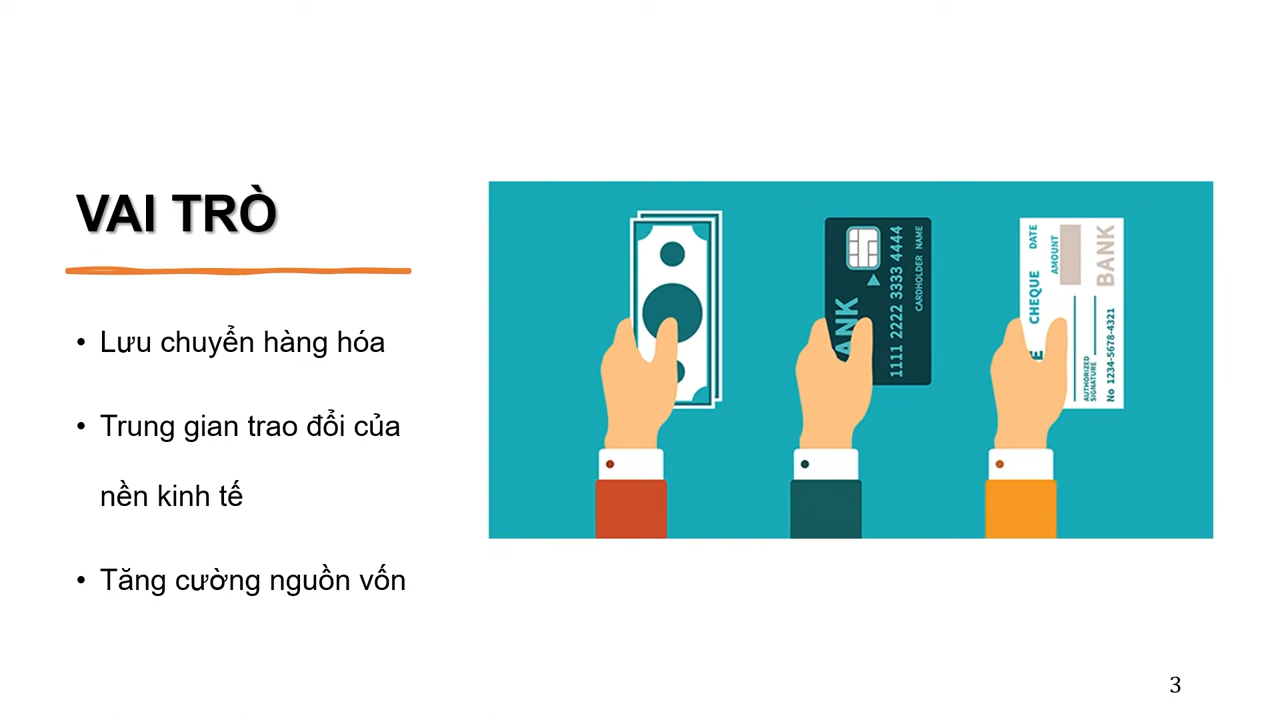 VAI TRÒ
• Lưu chuyển hàng hóa
• Trung gian trao đổi của
nền kinh tế
• Tăng cường nguồn vốn
ANK
1111 2222 3333 4444
CARDHOLDER NAME
E CHEQUE
DATE
AMOUNT
BANK
AUTHORIZED
SIGNATURE
No 1234-5678-4321
3